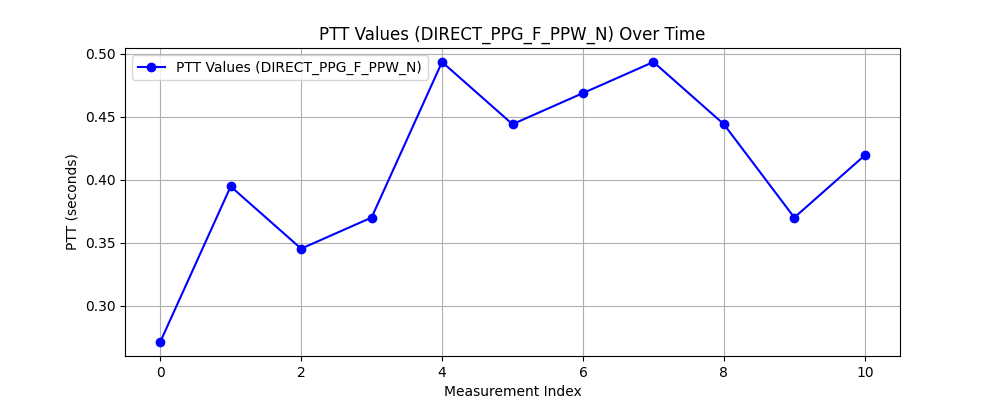 PTT Values (DIRECT_PPG_F_PPW_N) Over Time
PTT Values (DIRECT_PPG_F_PPW_N)
PTT (seconds)
0.50
0.45
0.40
0.35
0.30
0 2 4 6 8 10
Measurement Index